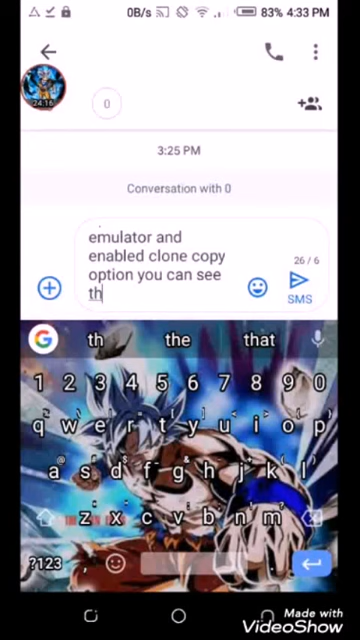 0B/s 83% 4:33 PM
24:16
0
3:25 PM
Conversation with 0
emulator and
enabled clone copy
option you can see
th
26 / 6
SMS
G th the that
1 2 3 4 5 6 7 8 9 0
q w e r t y u i o p
a s d f g h j k l
z x c v b n m
?123 , .
Made with
VideoShow